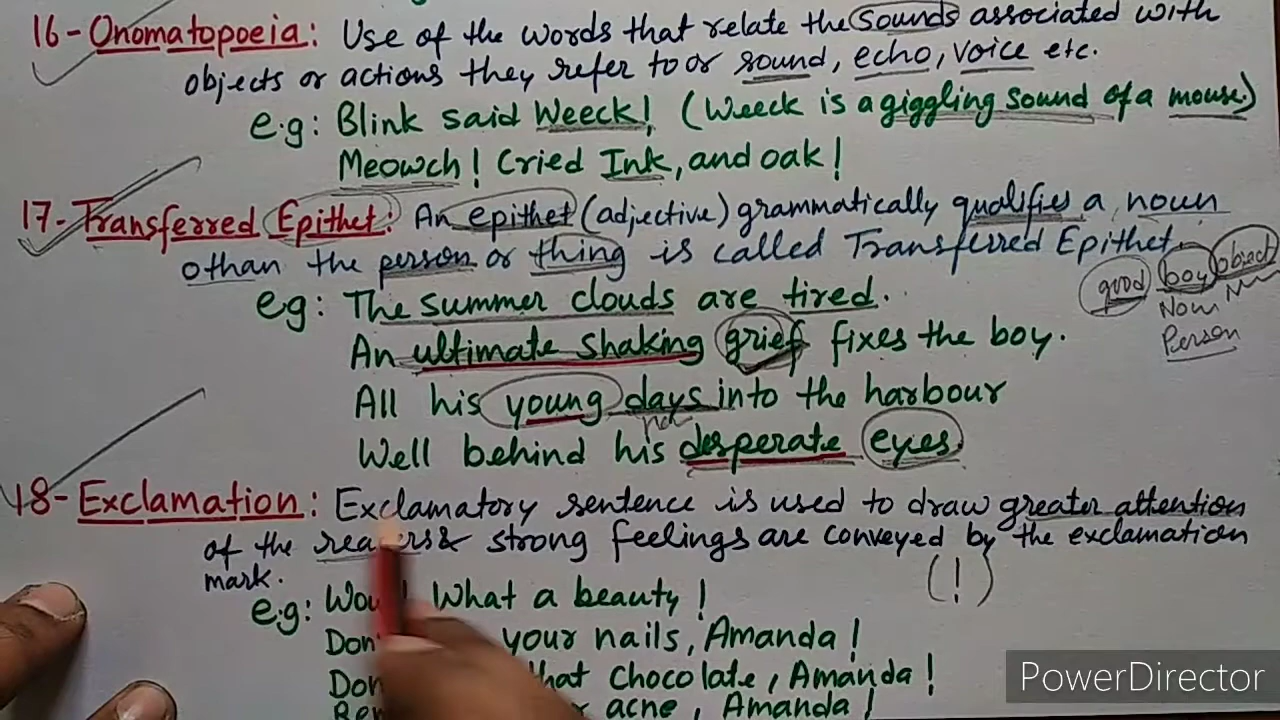 16- Onomatopoeia: Use of the words that relate the sounds associated with
objects or actions they refer to or sound, echo, voice etc.
e.g: Blink said Weeck! (Weeck is a giggling sound of a mouse.)
Meowch! Cried Ink, and oak!
17- Transferred Epithet: An epithet (adjective) grammatically qualifies a noun
othan the person or thing is called Transferred Epithet.
good boy object
Noun
Person
eg: The summer clouds are tired.
An ultimate shaking grief fixes the boy.
All his young days into the harbour
Well behind his desperate eyes.
18- Exclamation: Exclamatory sentence is used to draw greater attention
of the & strong feelings are conveyed by the exclamation
mark.
(!)
e.g: What a beauty!
your nails, Amanda!
chocolate, Amanda!
acne, Amanda!
PowerDirector